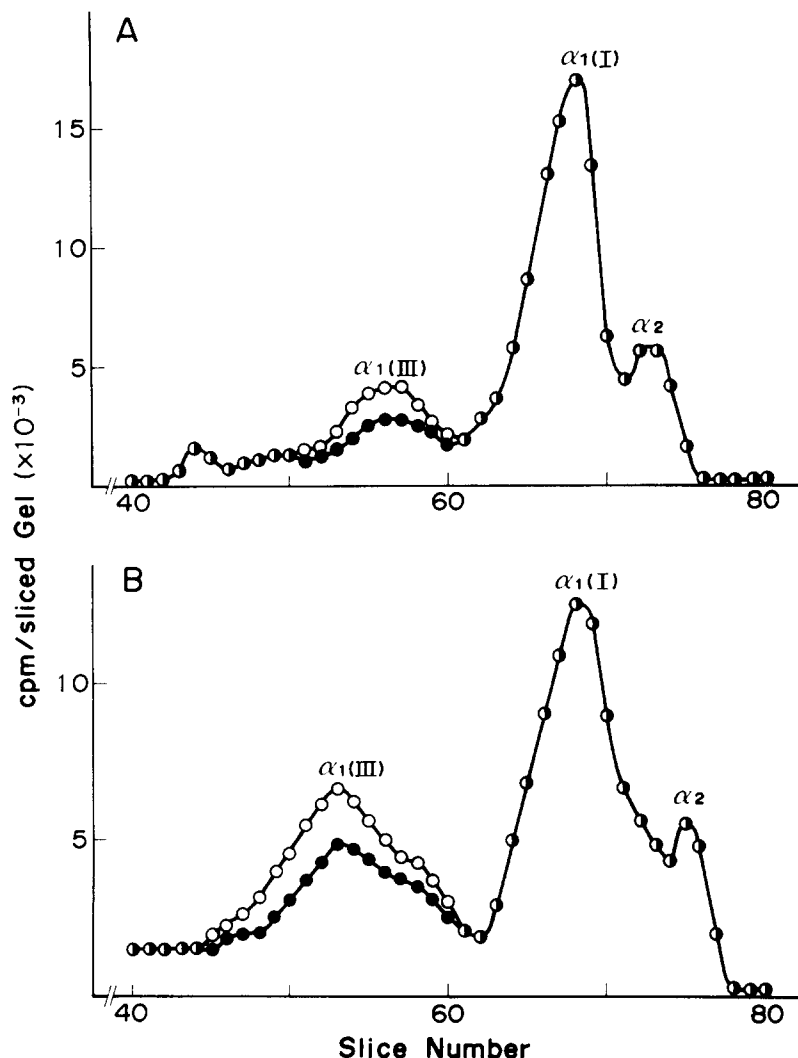 A
α1(I)
15
10
α2
α1(III)
5
40
60
80
cpm/sliced Gel (×10⁻³)
B
α1(I)
10
α1(III)
α2
5
40
60
80
Slice Number